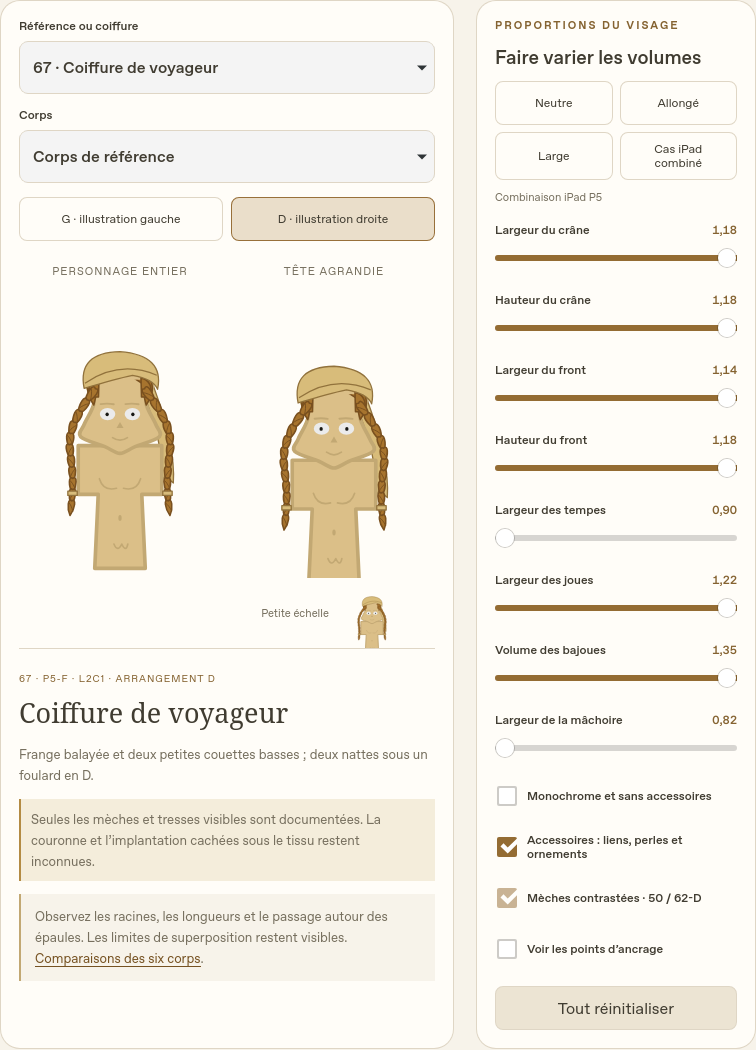 Référence ou coiffure
67 · Coiffure de voyageur
Corps
Corps de référence
G · illustration gauche
D · illustration droite
PERSONNAGE ENTIER
TÊTE AGRANDIE
Petite échelle
67 · P5-F · L2C1 · ARRANGEMENT D
Coiffure de voyageur
Frange balayée et deux petites couettes basses ; deux nattes sous un
foulard en D.
Seules les mèches et tresses visibles sont documentées. La
couronne et l’implantation cachées sous le tissu restent
inconnues.
Observez les racines, les longueurs et le passage autour des
épaules. Les limites de superposition restent visibles.
Comparaisons des six corps.
PROPORTIONS DU VISAGE
Faire varier les volumes
Neutre
Allongé
Large
Cas iPad
combiné
Combinaison iPad P5
Largeur du crâne 1,18
Hauteur du crâne 1,18
Largeur du front 1,14
Hauteur du front 1,18
Largeur des tempes 0,90
Largeur des joues 1,22
Volume des bajoues 1,35
Largeur de la mâchoire 0,82
Monochrome et sans accessoires
Accessoires : liens, perles et
ornements
Mèches contrastées · 50 / 62-D
Voir les points d’ancrage
Tout réinitialiser